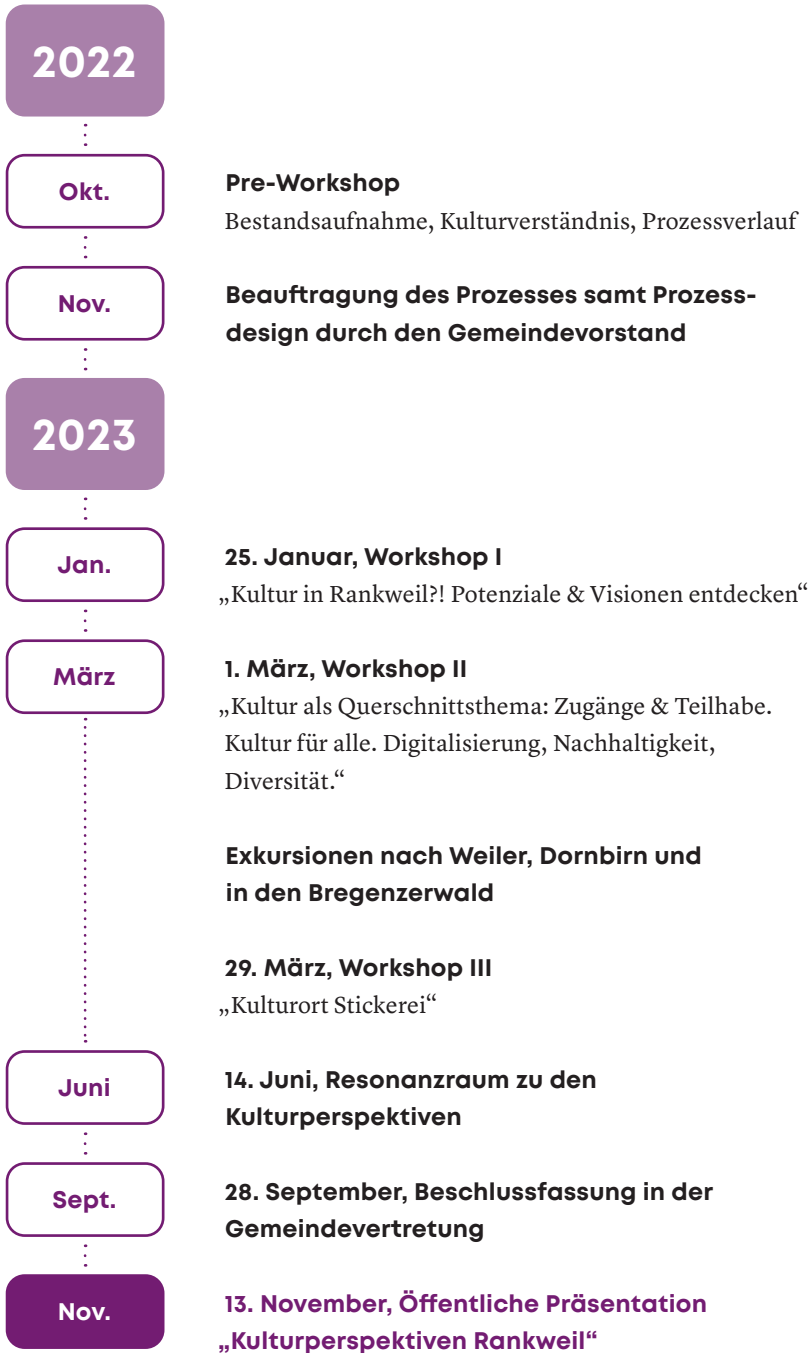 2022
Okt.
Pre-Workshop
Bestandsaufnahme, Kulturverständnis, Prozessverlauf
Nov.
Beauftragung des Prozesses samt Prozess-
design durch den Gemeindevorstand
2023
Jan.
25. Januar, Workshop I
„Kultur in Rankweil?! Potenziale & Visionen entdecken“
März
1. März, Workshop II
„Kultur als Querschnittsthema: Zugänge & Teilhabe.
Kultur für alle. Digitalisierung, Nachhaltigkeit,
Diversität.“
Exkursionen nach Weiler, Dornbirn und
in den Bregenzerwald
29. März, Workshop III
„Kulturort Stickerei“
Juni
14. Juni, Resonanzraum zu den
Kulturperspektiven
Sept.
28. September, Beschlussfassung in der
Gemeindevertretung
Nov.
13. November, Öffentliche Präsentation
„Kulturperspektiven Rankweil“